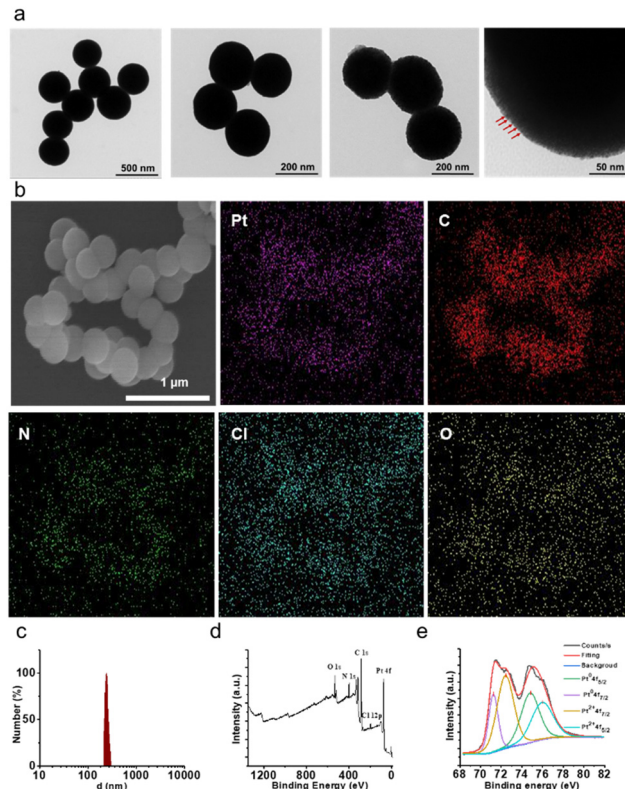 a
500 nm
200 nm
200 nm
50 nm
b
1 μm
Pt
C
N
Cl
O
c
Number (%)
100
50
0
10 100 1000 10000
d (nm)
d
Intensity (a.u.)
O 1s
N 1s
C 1s
Cl 12p
Pt 4f
1200 800 400 0
Binding Energy (eV)
e
Intensity (a.u.)
Counts/s
Fitting
Backgroud
Pt⁰4f5/2
Pt⁰4f7/2
Pt²⁺4f7/2
Pt²⁺4f5/2
68 70 72 74 76 78 80 82
Binding energy (eV)